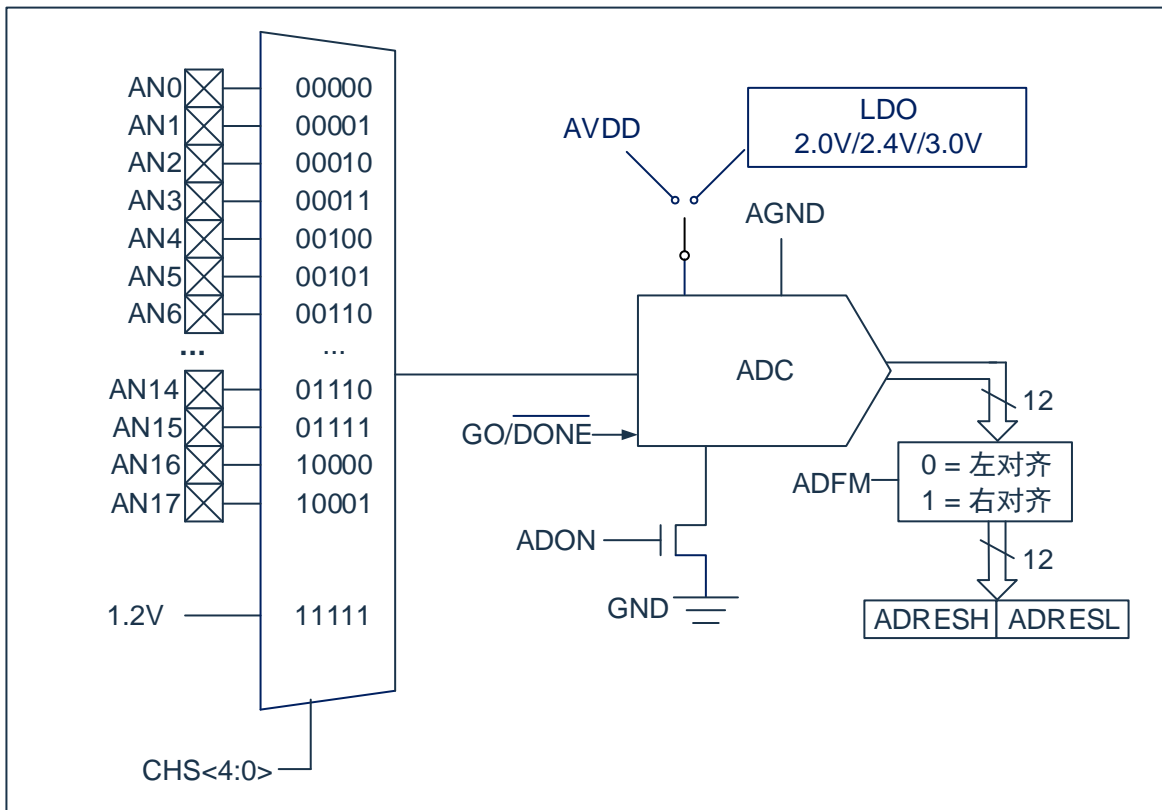 AN0 00000
AN1 00001
AN2 00010
AN3 00011
AN4 00100
AN5 00101
AN6 00110
... ...
AN14 01110
AN15 01111
AN16 10000
AN17 10001
1.2V 11111
CHS<4:0>
AVDD
LDO
2.0V/2.4V/3.0V
AGND
ADC
GO/DONE
12
ADFM
0 = 左对齐
1 = 右对齐
ADON
12
GND
ADRESH ADRESL